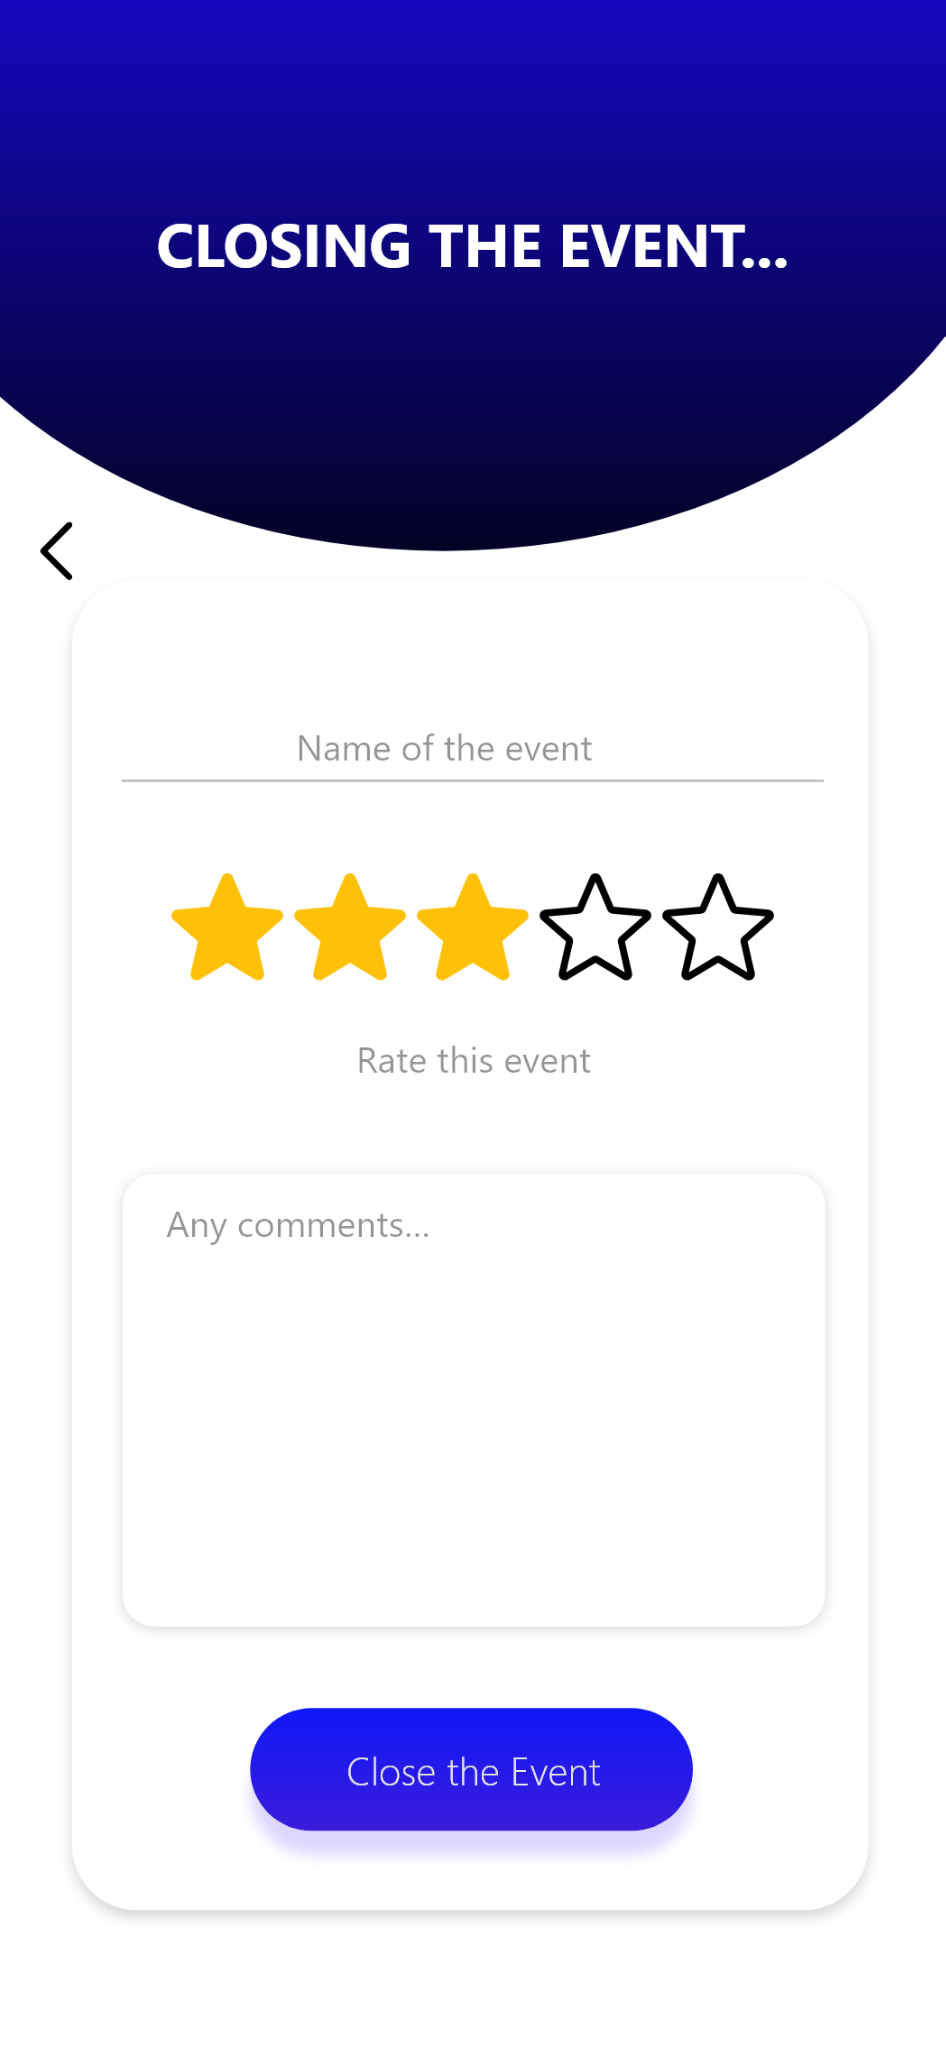 CLOSING THE EVENT...
Name of the event
Rate this event
Any comments...
Close the Event